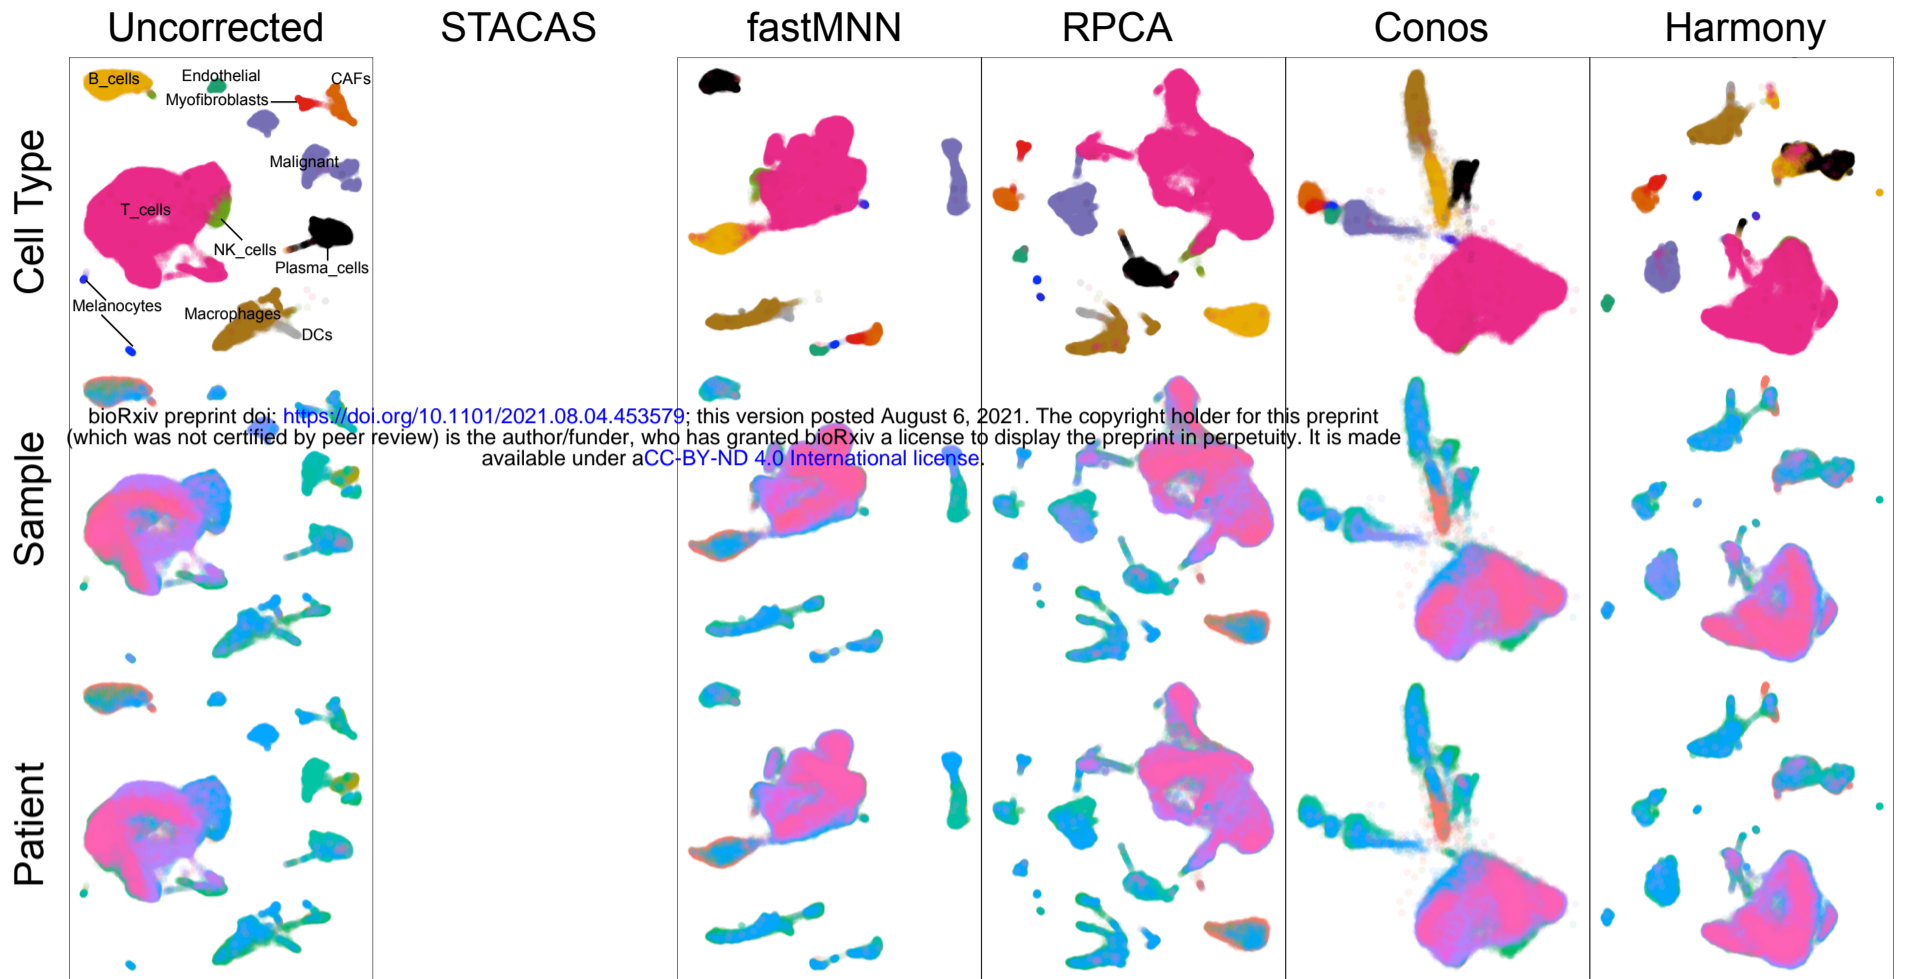 Uncorrected STACAS fastMNN RPCA Conos Harmony
Cell Type
B_cells
Endothelial
CAFs
Myofibroblasts
Malignant
T_cells
NK_cells
Plasma_cells
Melanocytes
Macrophages
DCs
Sample
bioRxiv preprint doi: https://doi.org/10.1101/2021.08.04.453579; this version posted August 6, 2021. The copyright holder for this preprint
(which was not certified by peer review) is the author/funder, who has granted bioRxiv a license to display the preprint in perpetuity. It is made
available under aCC-BY-ND 4.0 International license.
Patient